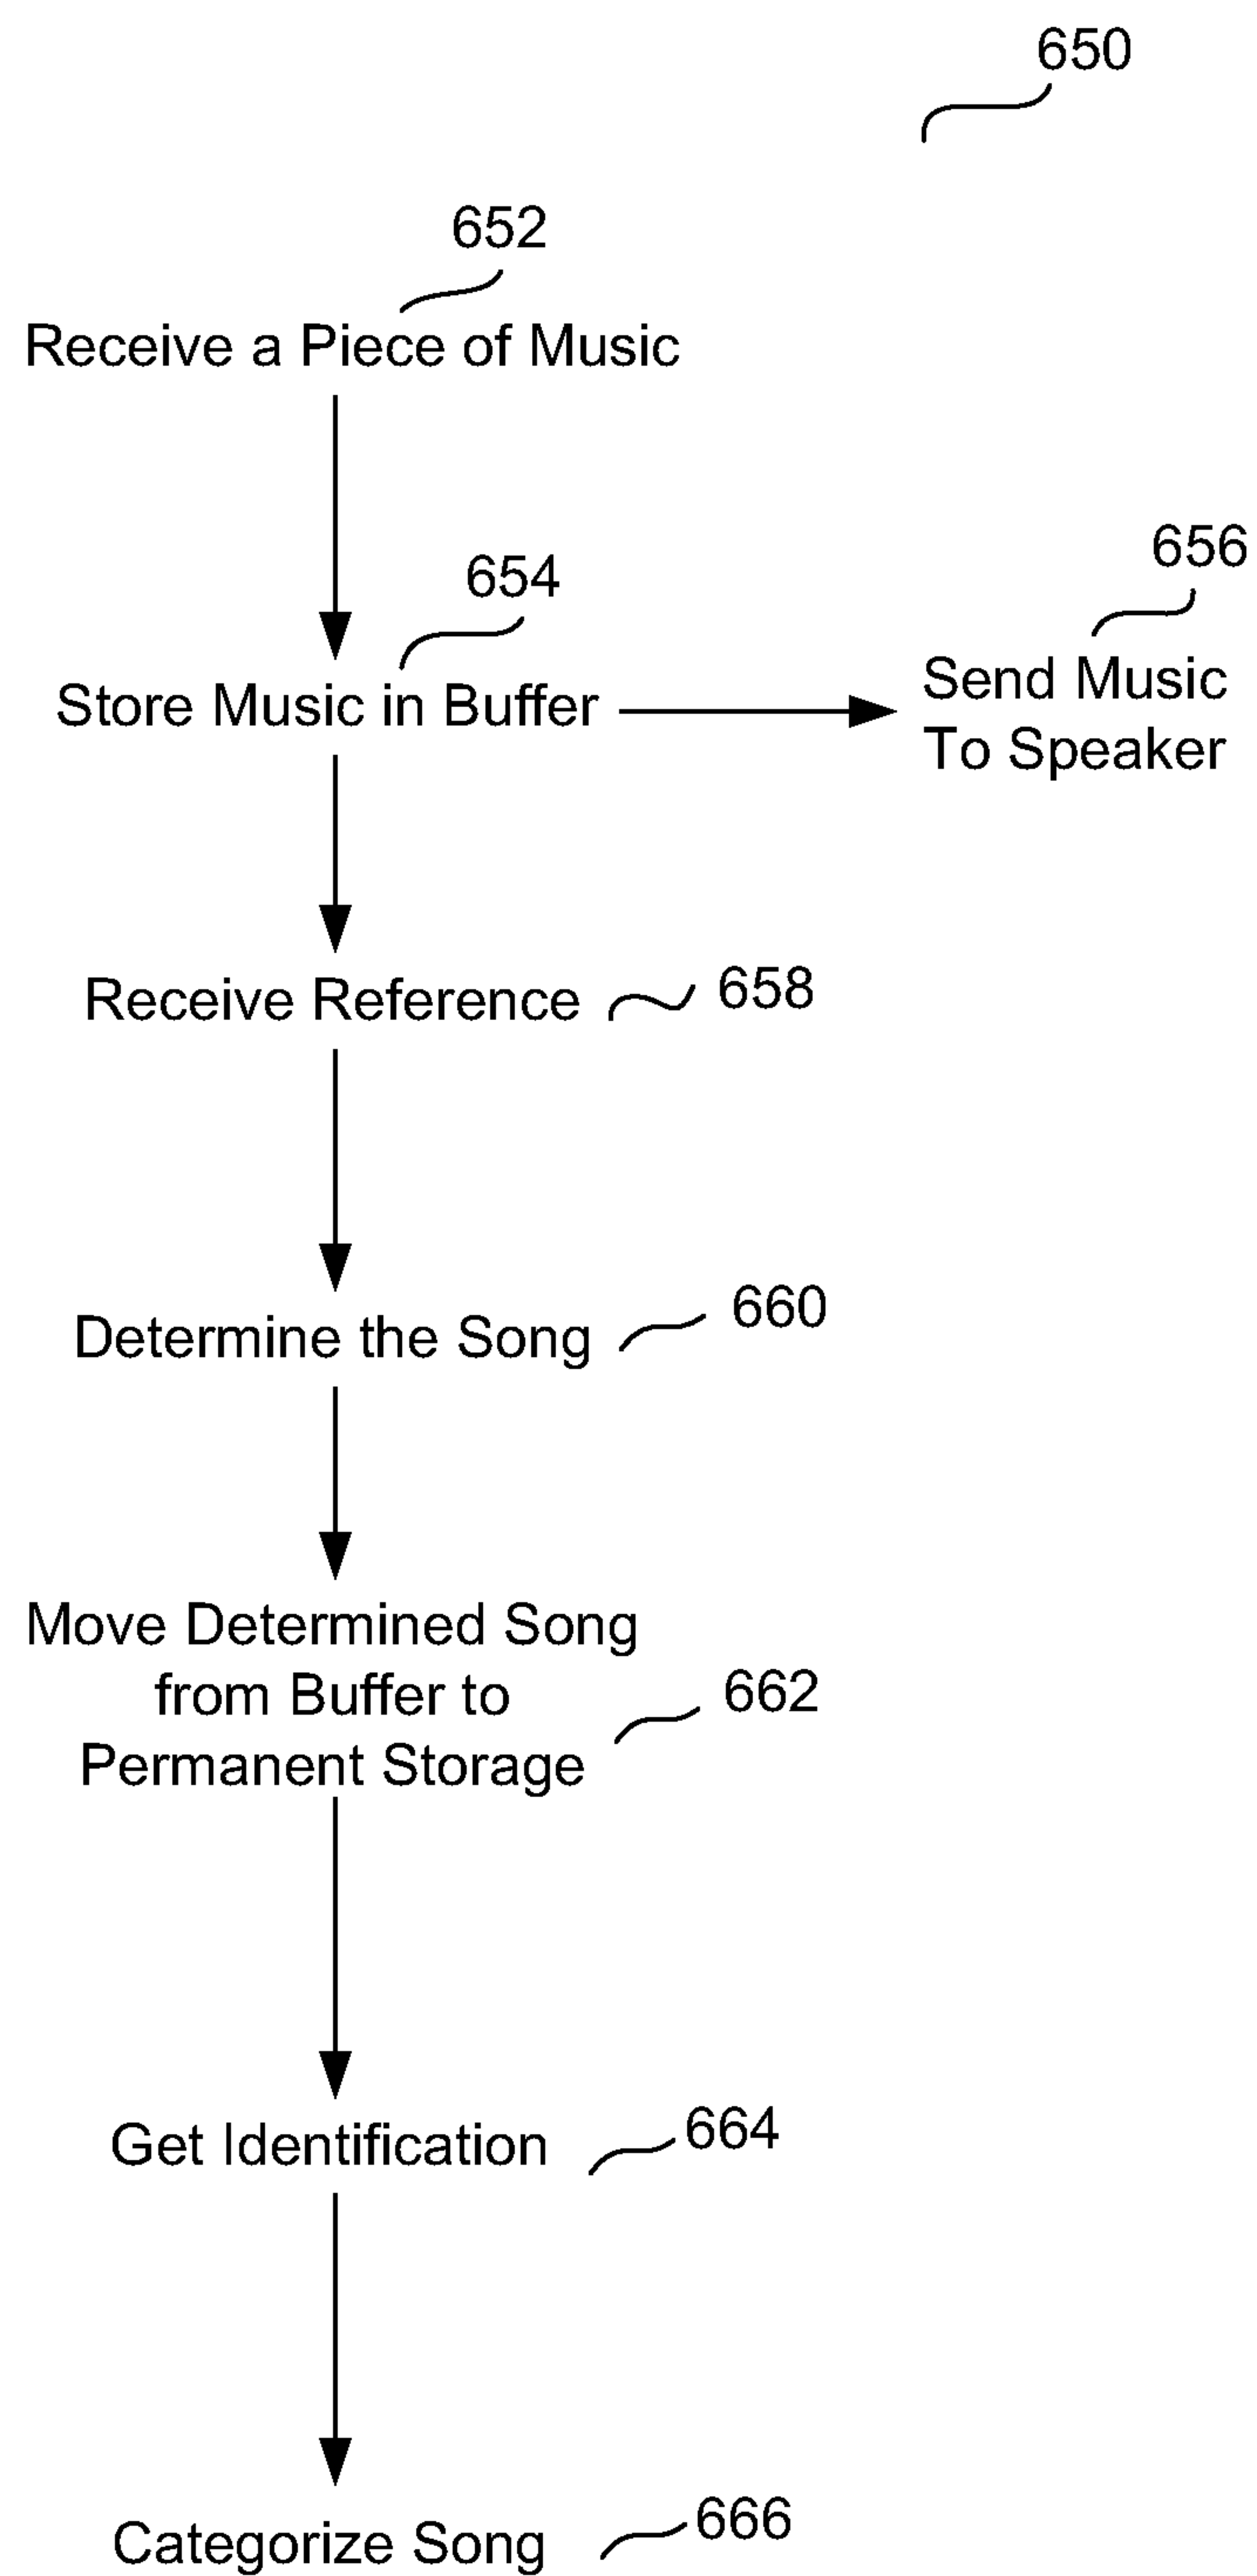 650
652
Receive a Piece of Music
654
Store Music in Buffer
656
Send Music
To Speaker
Receive Reference
658
Determine the Song
660
Move Determined Song
from Buffer to
Permanent Storage
662
Get Identification
664
Categorize Song
666